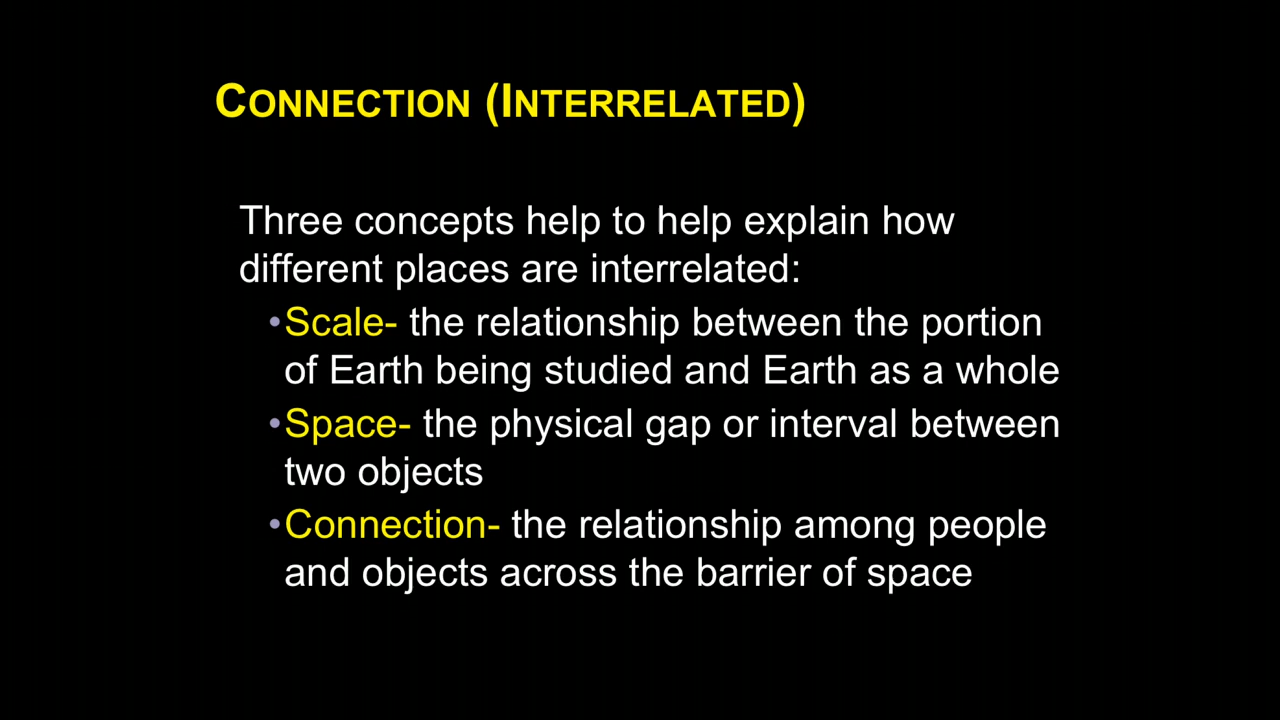 CONNECTION (INTERRELATED)
Three concepts help to help explain how
different places are interrelated:
•Scale- the relationship between the portion
of Earth being studied and Earth as a whole
•Space- the physical gap or interval between
two objects
•Connection- the relationship among people
and objects across the barrier of space